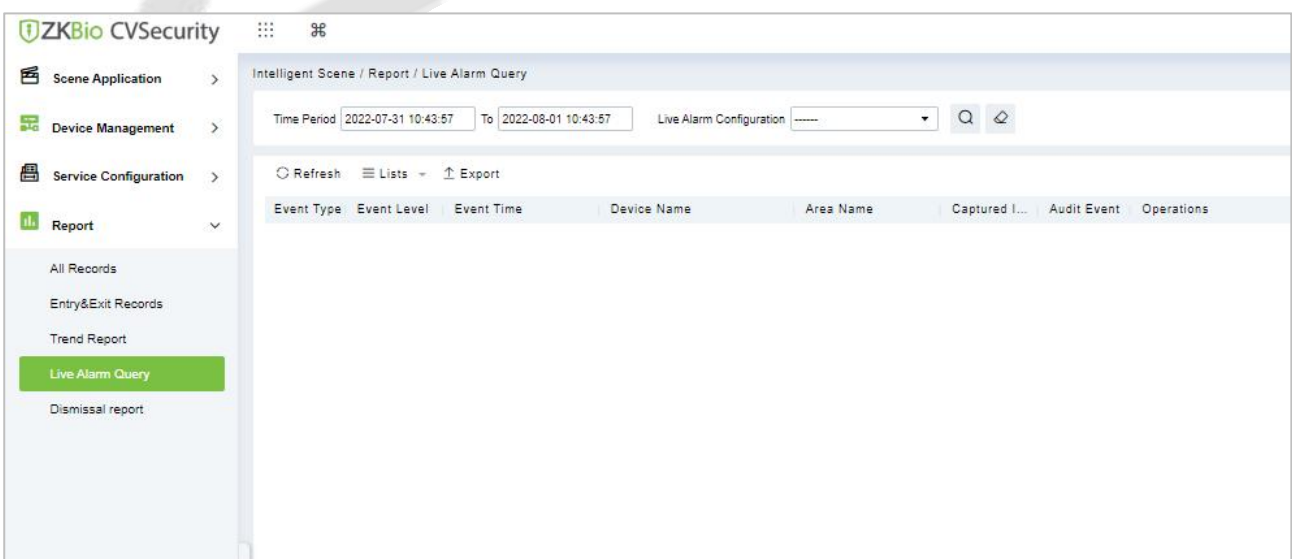 ZKBio CVSecurity
Scene Application
Device Management
Service Configuration
Report
All Records
Entry&Exit Records
Trend Report
Live Alarm Query
Dismissal report
Intelligent Scene / Report / Live Alarm Query
Time Period 2022-07-31 10:43:57 To 2022-08-01 10:43:57 Live Alarm Configuration ------
Refresh Lists Export
Event Type Event Level Event Time Device Name Area Name Captured I... Audit Event Operations